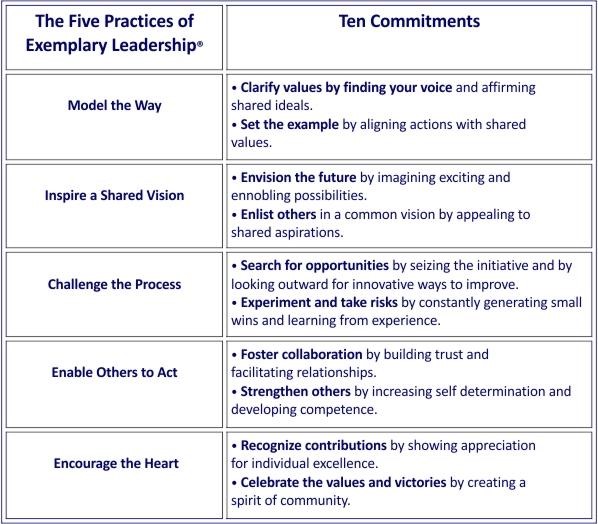 The Five Practices of
Exemplary Leadership®
Ten Commitments
Model the Way
• Clarify values by finding your voice and affirming
shared ideals.
• Set the example by aligning actions with shared
values.
Inspire a Shared Vision
• Envision the future by imagining exciting and
ennobling possibilities.
• Enlist others in a common vision by appealing to
shared aspirations.
Challenge the Process
• Search for opportunities by seizing the initiative and by
looking outward for innovative ways to improve.
• Experiment and take risks by constantly generating small
wins and learning from experience.
Enable Others to Act
• Foster collaboration by building trust and
facilitating relationships.
• Strengthen others by increasing self determination and
developing competence.
Encourage the Heart
• Recognize contributions by showing appreciation
for individual excellence.
• Celebrate the values and victories by creating a
spirit of community.